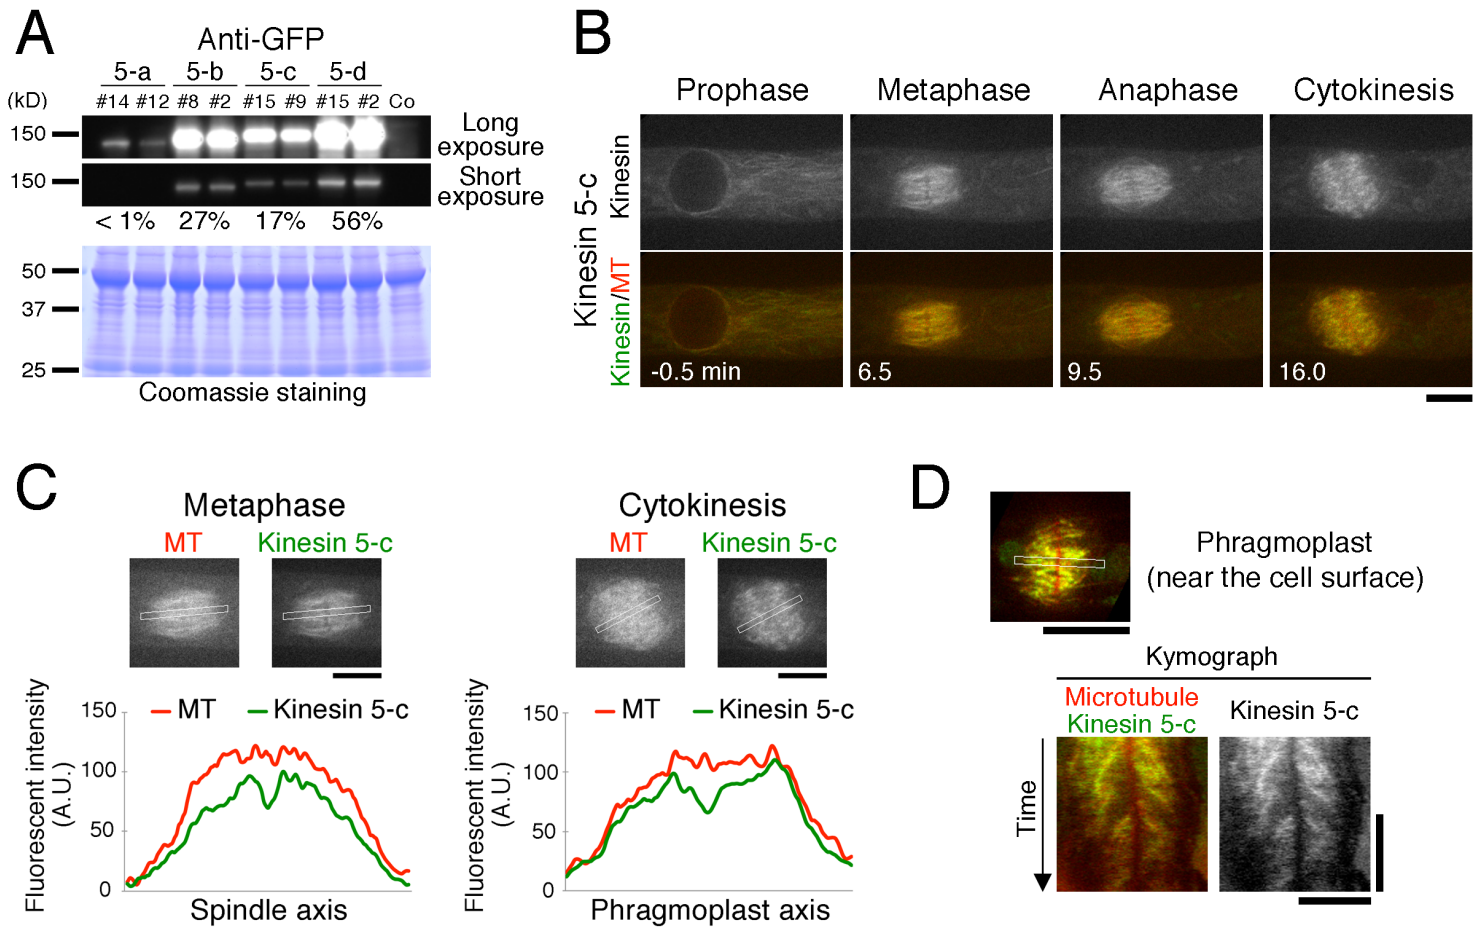 A
Anti-GFP
5-a 5-b 5-c 5-d
(kD) #14 #12 #8 #2 #15 #9 #15 #2 Co
150
Long
exposure
150
Short
exposure
< 1% 27% 17% 56%
50
37
25
Coomassie staining
B
Prophase Metaphase Anaphase Cytokinesis
Kinesin 5-c
Kinesin
Kinesin/MT
-0.5 min 6.5 9.5 16.0
C
Metaphase
MT Kinesin 5-c
Fluorescent intensity
(A.U.)
150
100
50
0
MT Kinesin 5-c
Spindle axis
Cytokinesis
MT Kinesin 5-c
Fluorescent intensity
(A.U.)
150
100
50
0
MT Kinesin 5-c
Phragmoplast axis
D
Phragmoplast
(near the cell surface)
Kymograph
Microtubule
Kinesin 5-c
Kinesin 5-c
Time